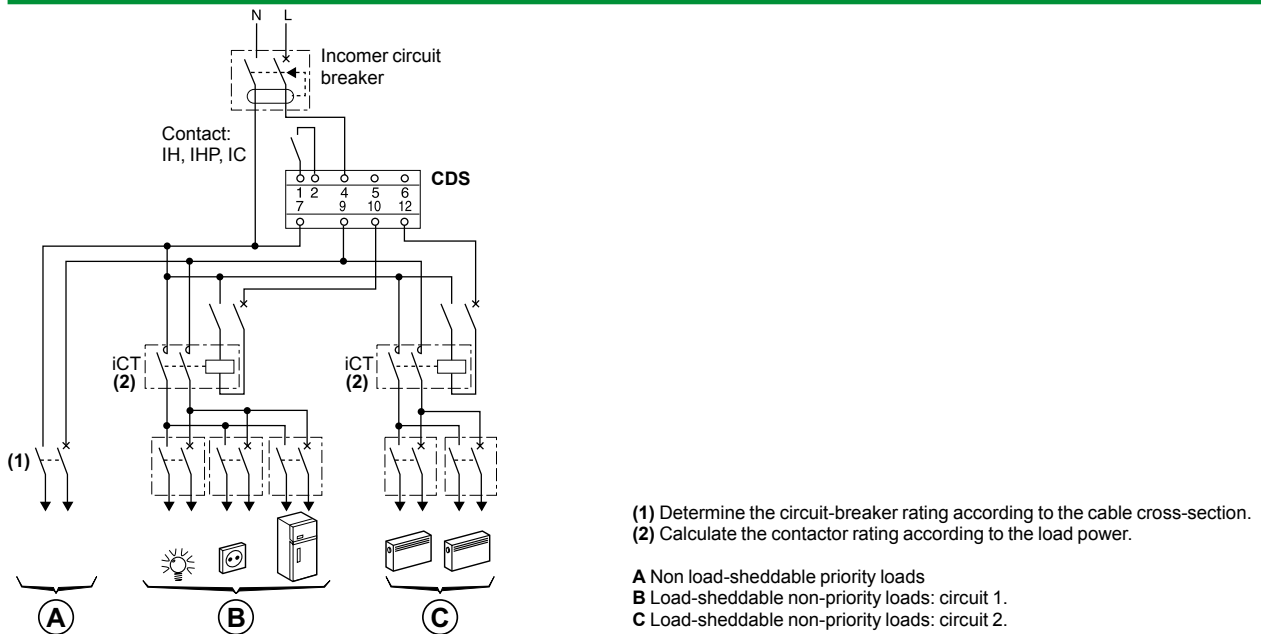 N L
Incomer circuit
breaker
Contact:
IH, IHP, IC
CDS
1 2 4 5 6
7 9 10 12
iCT
(2)
iCT
(2)
(1)
A
B
C
(1) Determine the circuit-breaker rating according to the cable cross-section.
(2) Calculate the contactor rating according to the load power.
A Non load-sheddable priority loads
B Load-sheddable non-priority loads: circuit 1.
C Load-sheddable non-priority loads: circuit 2.